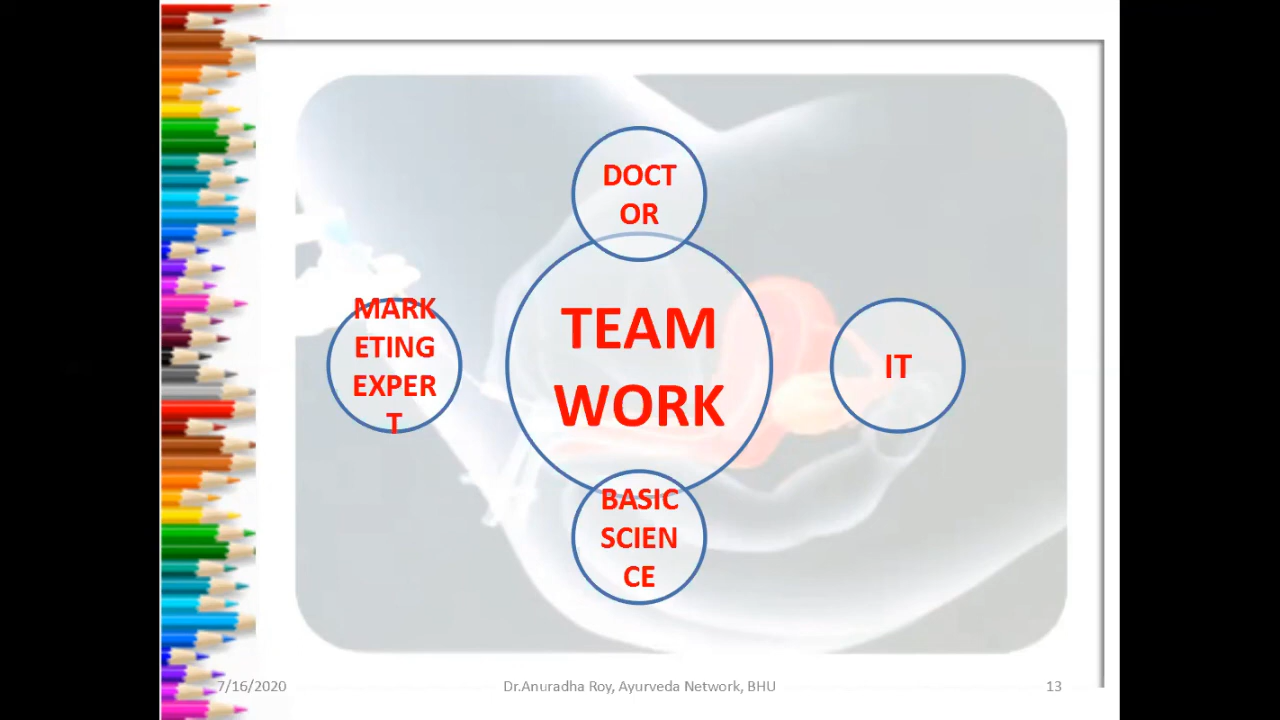 DOCT
OR
MARK
ETING
EXPER
T
TEAM
WORK
IT
BASIC
SCIEN
CE
7/16/2020
Dr.Anuradha Roy, Ayurveda Network, BHU
13